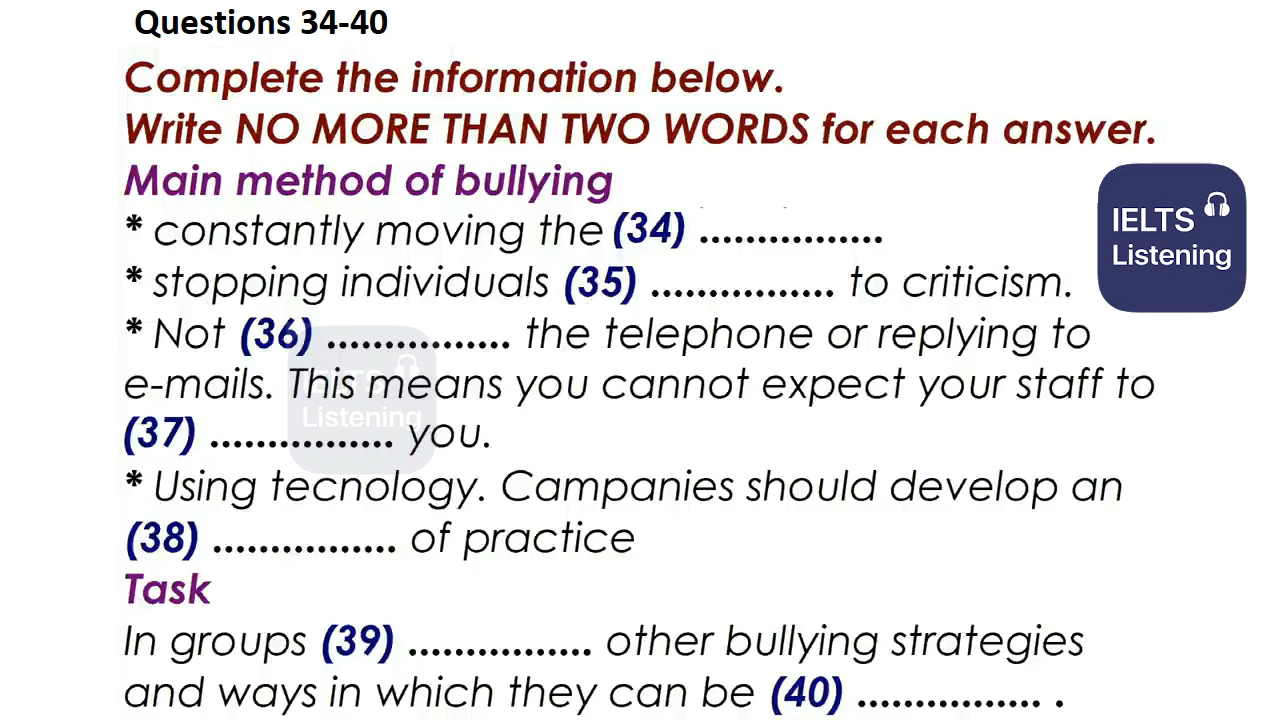 Questions 34-40
Complete the information below.
Write NO MORE THAN TWO WORDS for each answer.
Main method of bullying
* constantly moving the (34) ................
* stopping individuals (35) ................ to criticism.
* Not (36) ................ the telephone or replying to
e-mails. This means you cannot expect your staff to
(37) ................ you.
* Using tecnology. Campanies should develop an
(38) ................ of practice
Task
In groups (39) ................ other bullying strategies
and ways in which they can be (40) ................ .
IELTS
Listening
IELTS
Listening